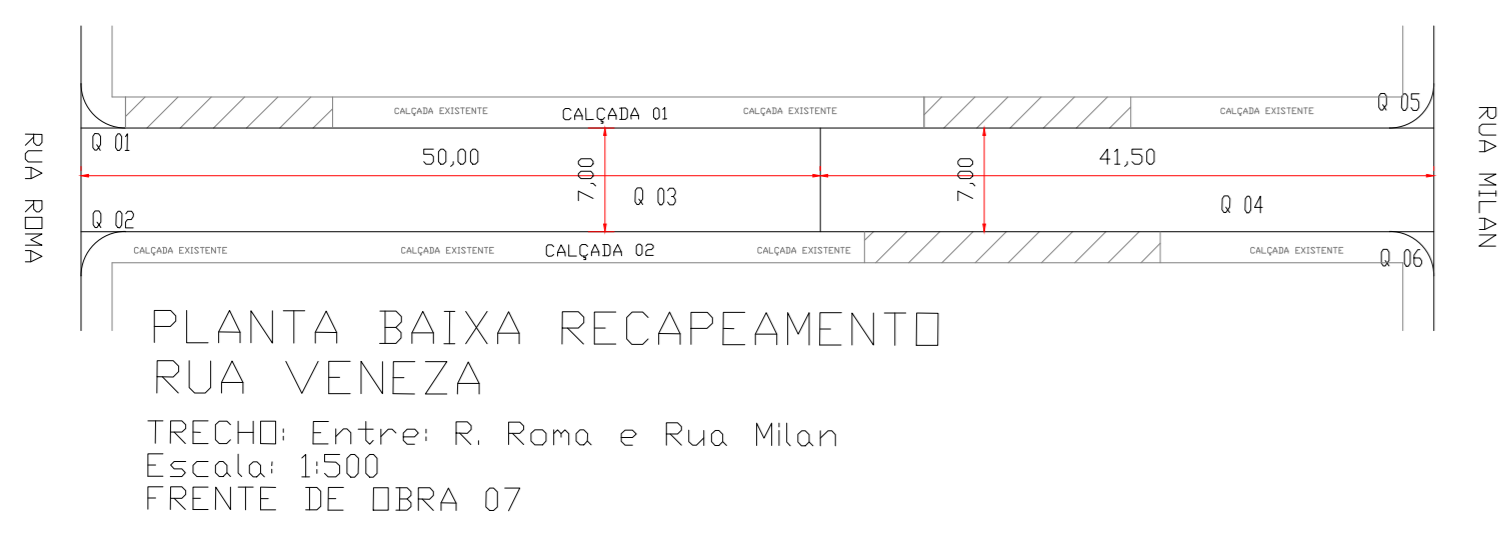 CALÇADA EXISTENTE CALÇADA 01 CALÇADA EXISTENTE CALÇADA EXISTENTE Q 05
Q 01
50,00 7,00 Q 03 7,00 41,50 Q 04
RUA ROMA
RUA MILAN
Q 02
CALÇADA EXISTENTE CALÇADA EXISTENTE CALÇADA 02 CALÇADA EXISTENTE CALÇADA EXISTENTE Q 06
PLANTA BAIXA RECAPEAMENTO
RUA VENEZA
TRECHO: Entre: R. Roma e Rua Milan
Escala: 1:500
FRENTE DE OBRA 07